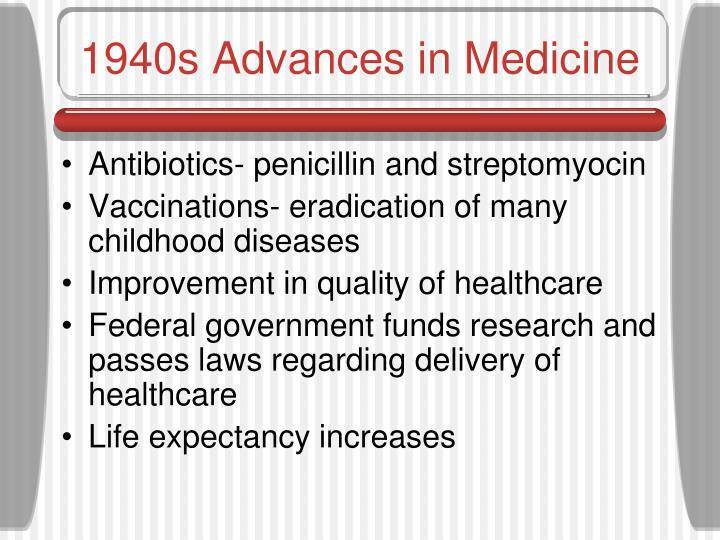 1940s Advances in Medicine
• Antibiotics- penicillin and streptomyocin
• Vaccinations- eradication of many
childhood diseases
• Improvement in quality of healthcare
• Federal government funds research and
passes laws regarding delivery of
healthcare
• Life expectancy increases